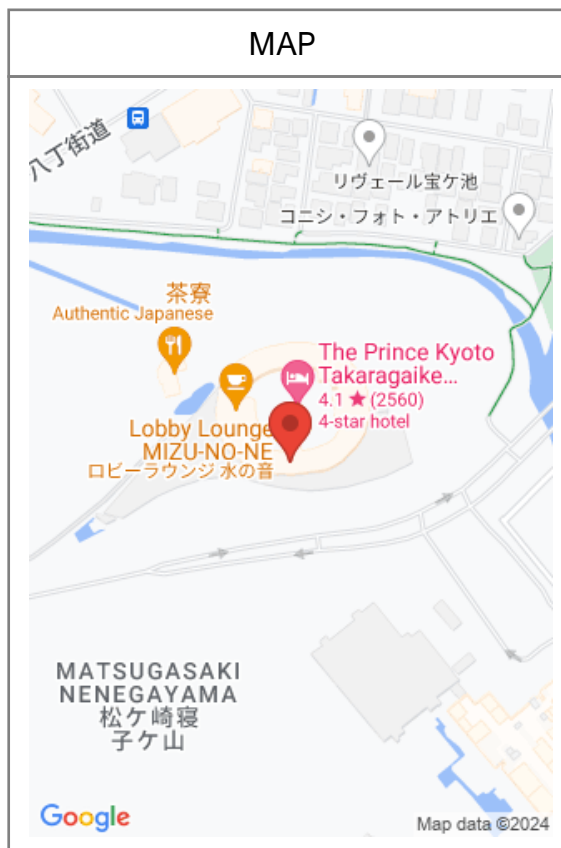 MAP
八丁街道
リヴェール宝ケ池
コニシ・フォト・アトリエ
茶寮
Authentic Japanese
The Prince Kyoto
Takaragaike...
4.1 ★ (2560)
4-star hotel
Lobby Lounge
MIZU-NO-NE
ロビーラウンジ 水の音
MATSUGASAKI
NENEGAYAMA
松ケ崎寝
子ケ山
Google
Map data ©2024